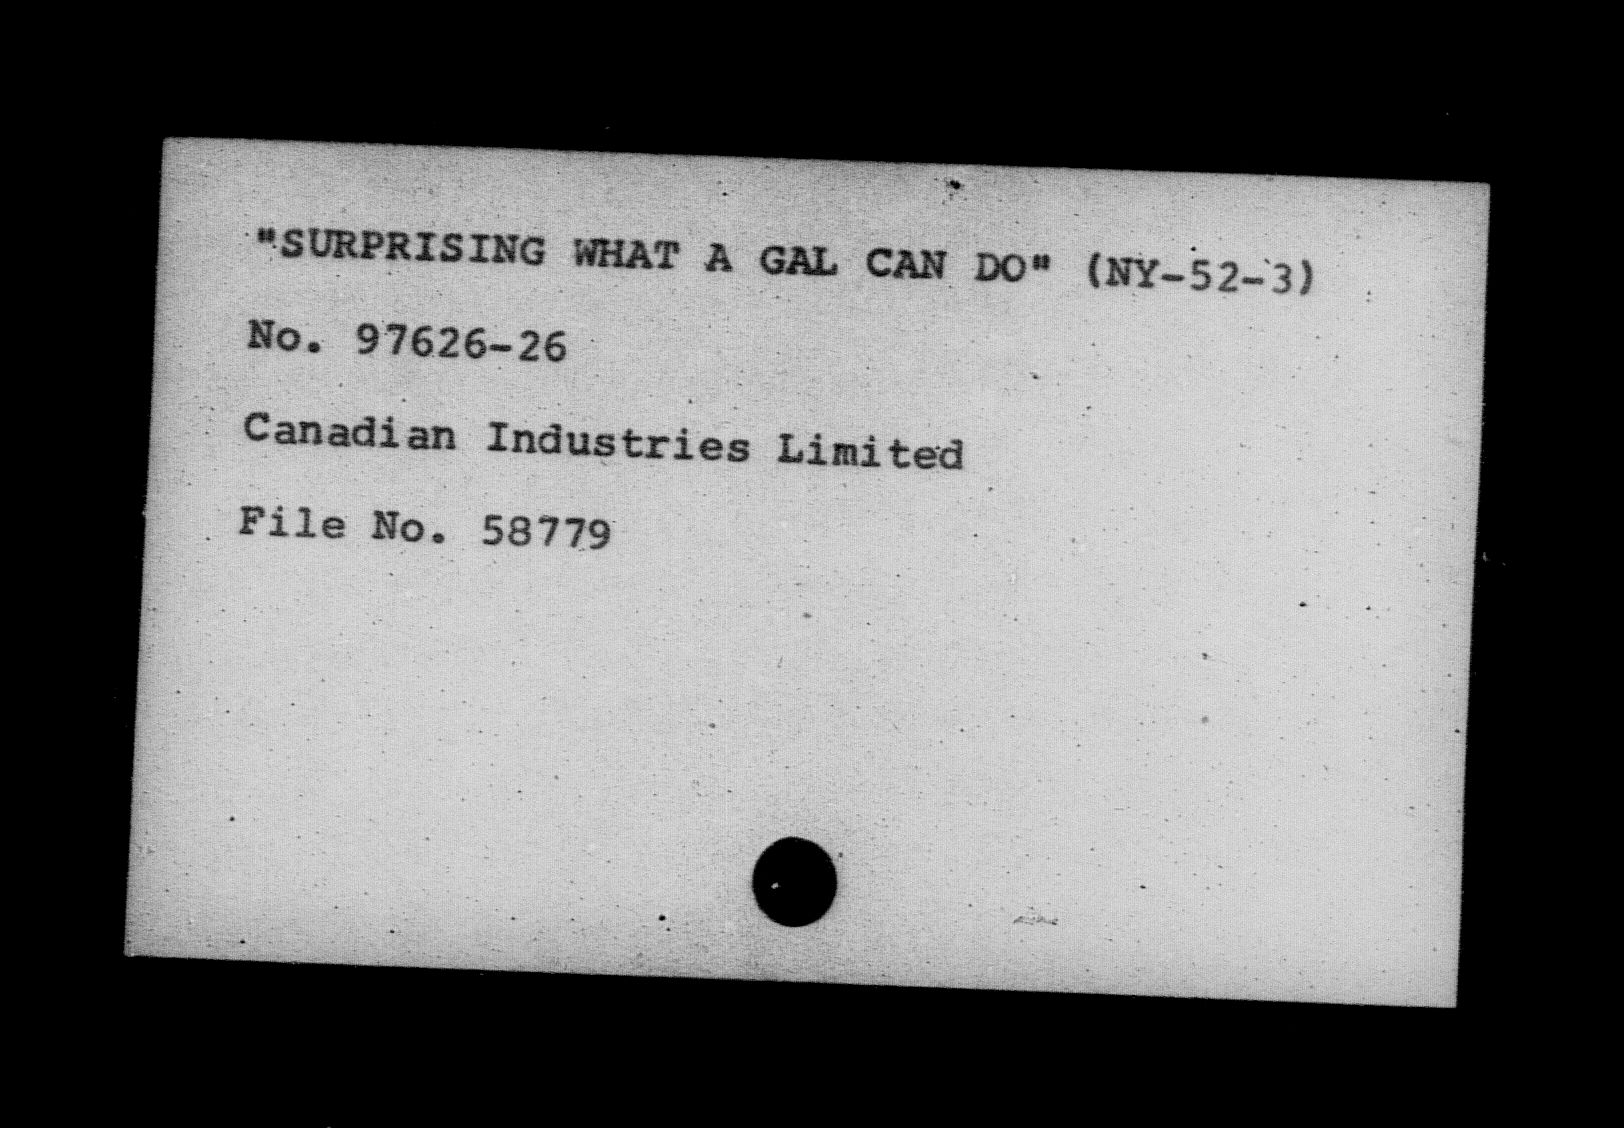 "SURPRISING WHAT A GAL CAN DO" (NY-52-3)
No. 97626-26
Canadian Industries Limited
File No. 58779